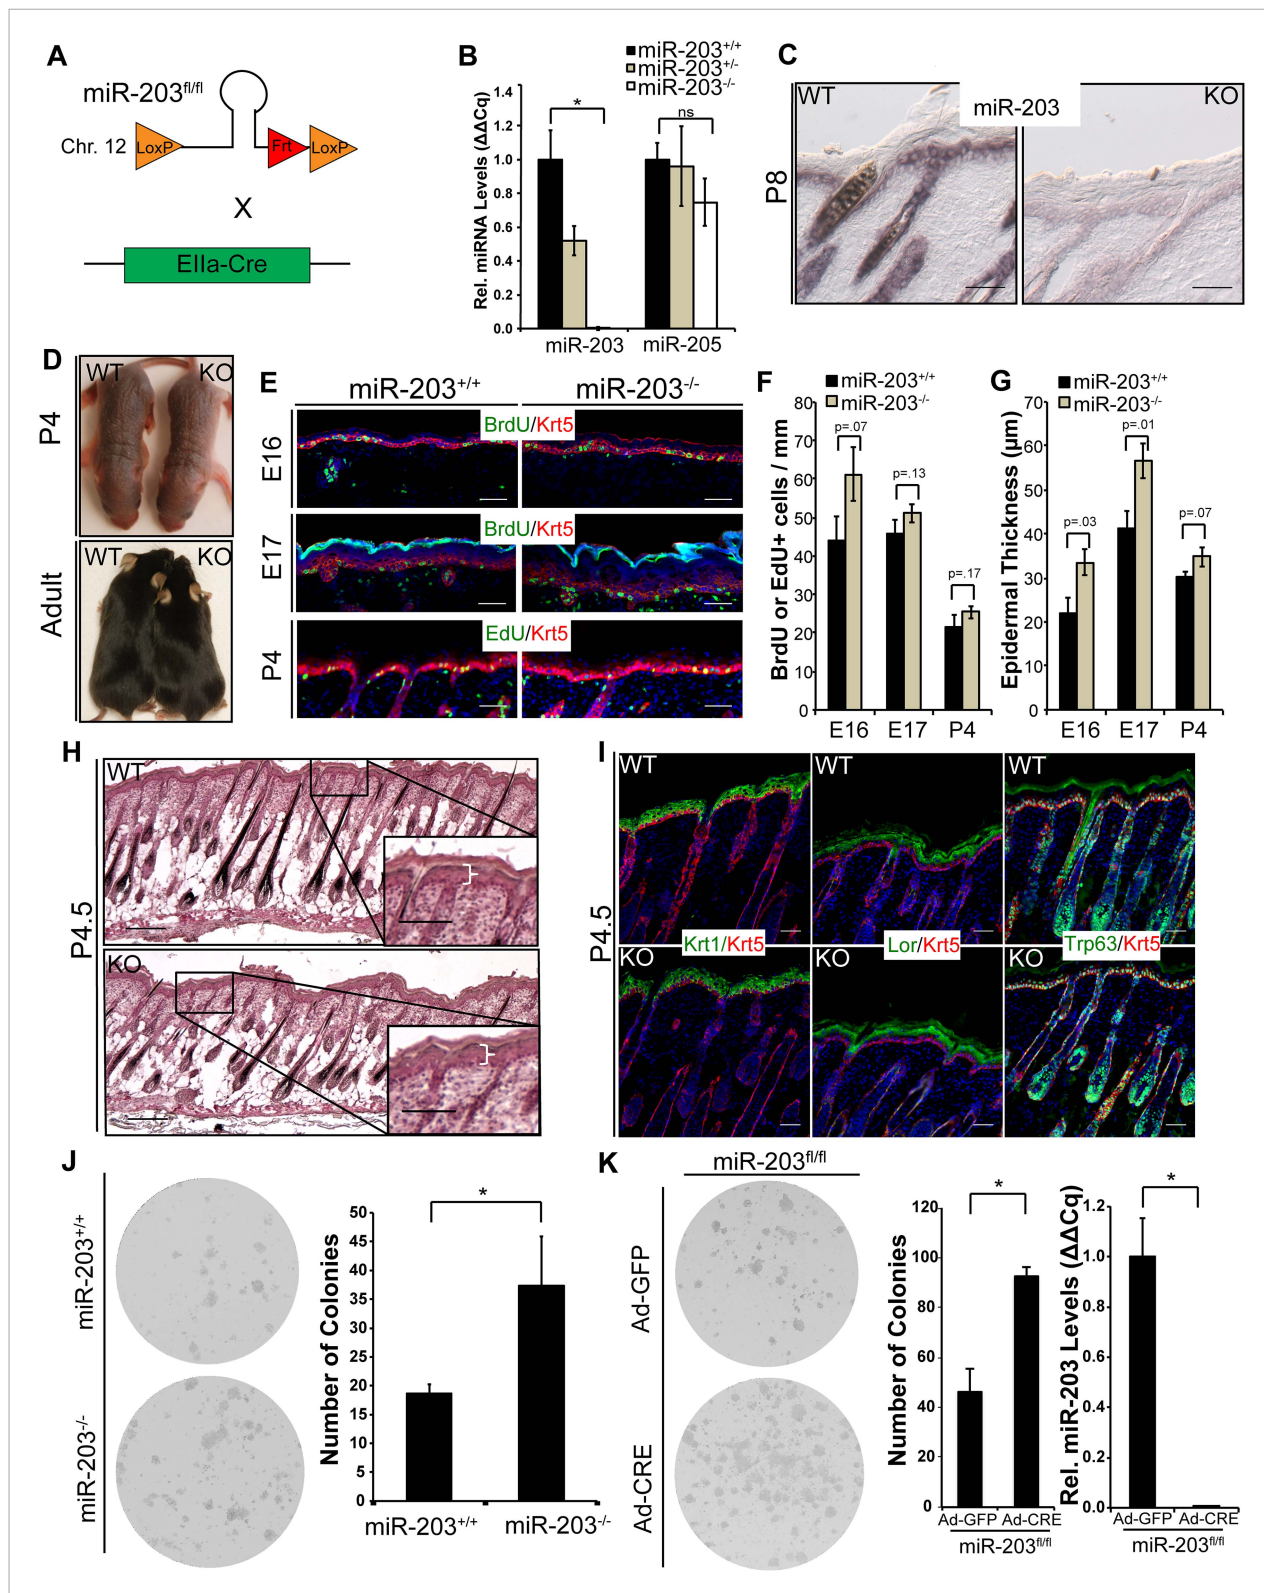 A
miR-203fl/fl
Chr. 12
LoxP
Frt
LoxP
X
EIIa-Cre
B
miR-203+/+
miR-203+/-
miR-203-/-
Rel. miRNA Levels (ΔΔCq)
1.4
1.2
1.0
0.8
0.6
0.4
0.2
0.0
*
ns
miR-203
miR-205
C
WT
miR-203
KO
P8
D
WT
KO
P4
WT
KO
Adult
E
miR-203+/+
miR-203-/-
E16
BrdU/Krt5
E17
BrdU/Krt5
P4
EdU/Krt5
F
miR-203+/+
miR-203-/-
BrdU or EdU+ cells / mm
80
70
60
50
40
30
20
10
0
p=.07
p=.13
p=.17
E16
E17
P4
G
miR-203+/+
miR-203-/-
Epidermal Thickness (µm)
70
60
50
40
30
20
10
0
p=.03
p=.01
p=.07
E16
E17
P4
H
P4.5
WT
KO
I
P4.5
WT
WT
WT
Krt1/Krt5
Lor/Krt5
Trp63/Krt5
KO
KO
KO
J
miR-203+/+
miR-203-/-
Number of Colonies
50
45
40
35
30
25
20
15
10
5
0
*
miR-203+/+
miR-203-/-
K
miR-203fl/fl
Ad-GFP
Ad-CRE
Number of Colonies
120
100
80
60
40
20
0
*
Ad-GFP
Ad-CRE
miR-203fl/fl
Rel. miR-203 Levels (ΔΔCq)
1.2
1.0
0.8
0.6
0.4
0.2
0.0
*
Ad-GFP
Ad-CRE
miR-203fl/fl